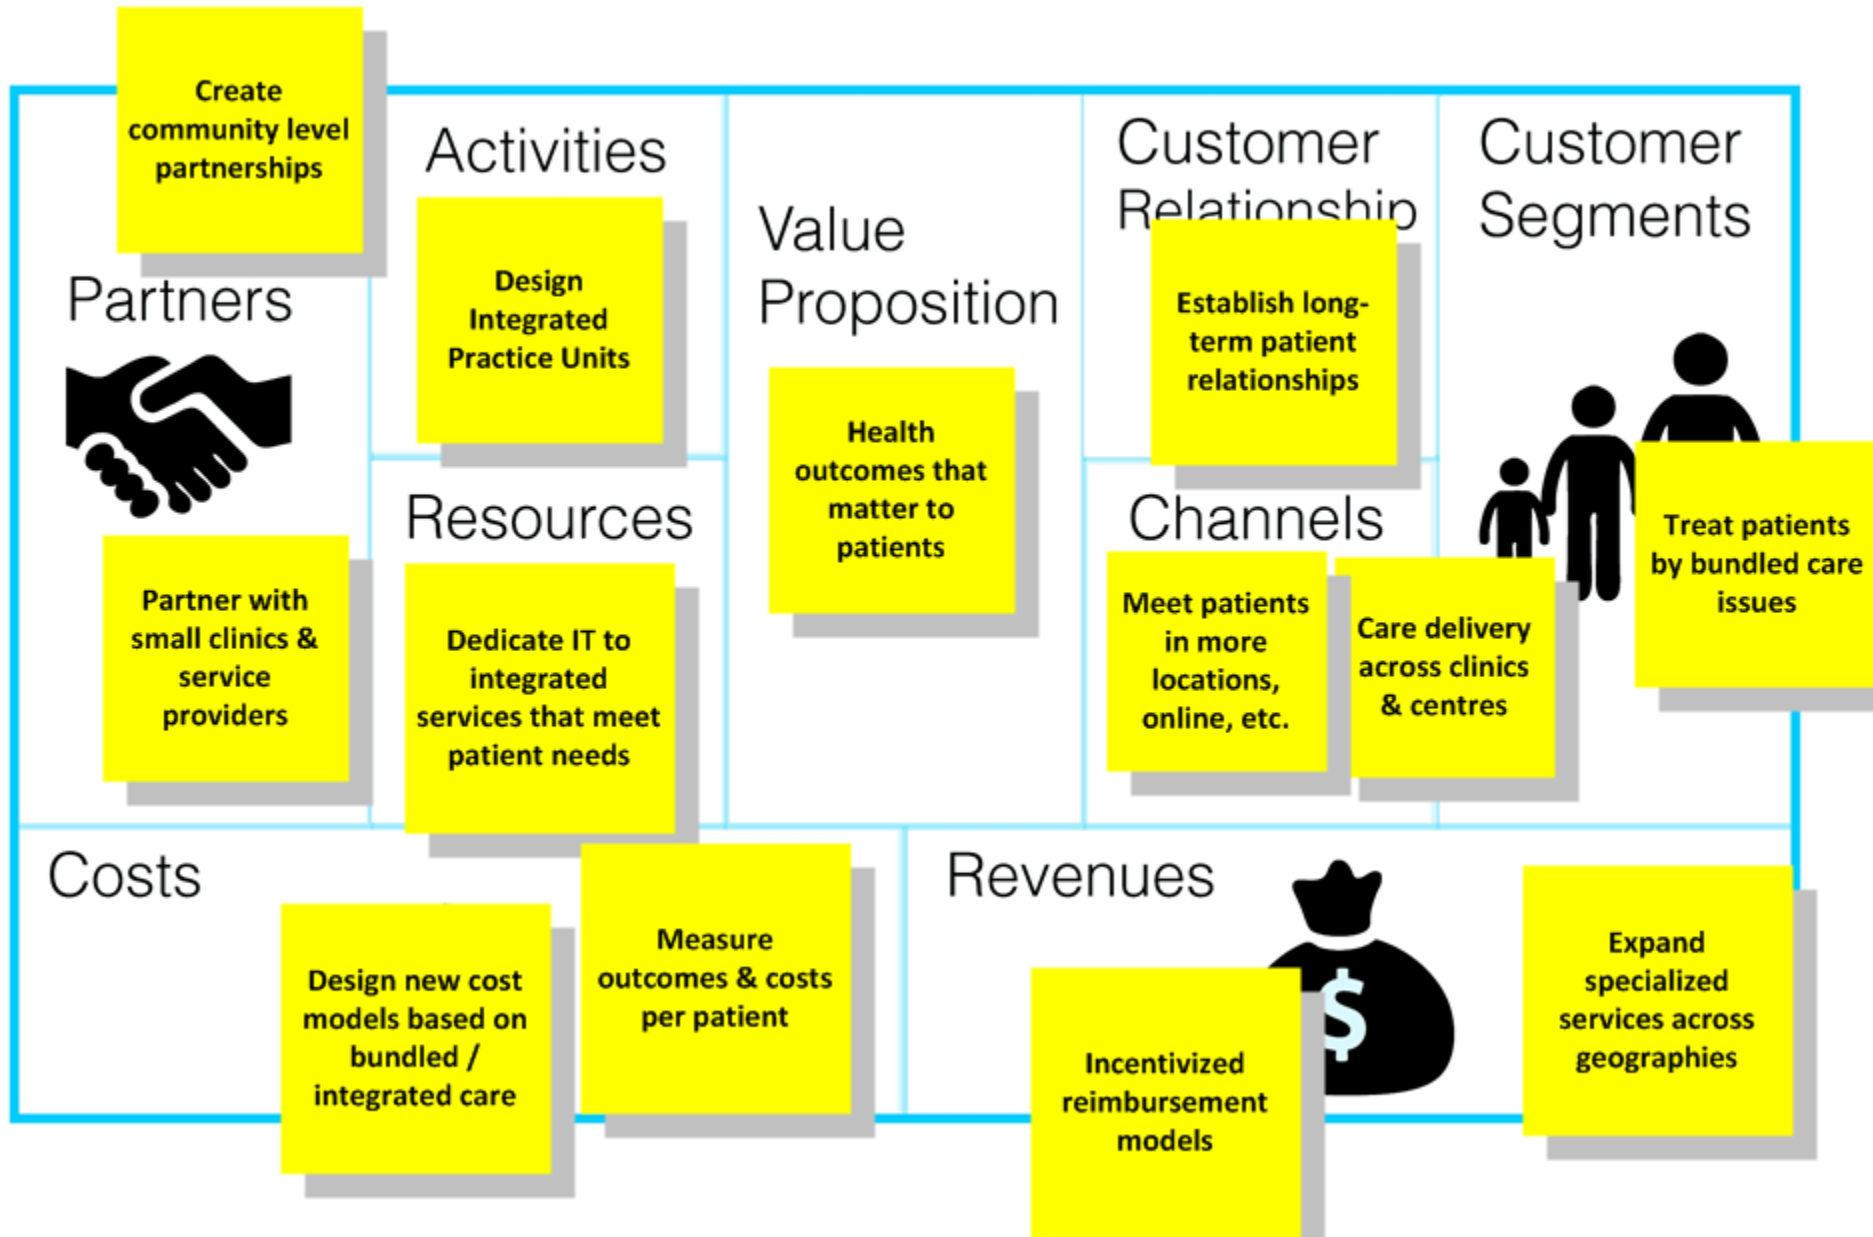 Create
community level
partnerships
Partners
Partner with
small clinics &
service
providers
Activities
Design
Integrated
Practice Units
Resources
Dedicate IT to
integrated
services that meet
patient needs
Value
Proposition
Health
outcomes that
matter to
patients
Customer
Relationship
Establish long-
term patient
relationships
Channels
Meet patients
in more
locations,
online, etc.
Care delivery
across clinics
& centres
Customer
Segments
Treat patients
by bundled care
issues
Costs
Design new cost
models based on
bundled /
integrated care
Measure
outcomes & costs
per patient
Revenues
Incentivized
reimbursement
models
$
Expand
specialized
services across
geographies